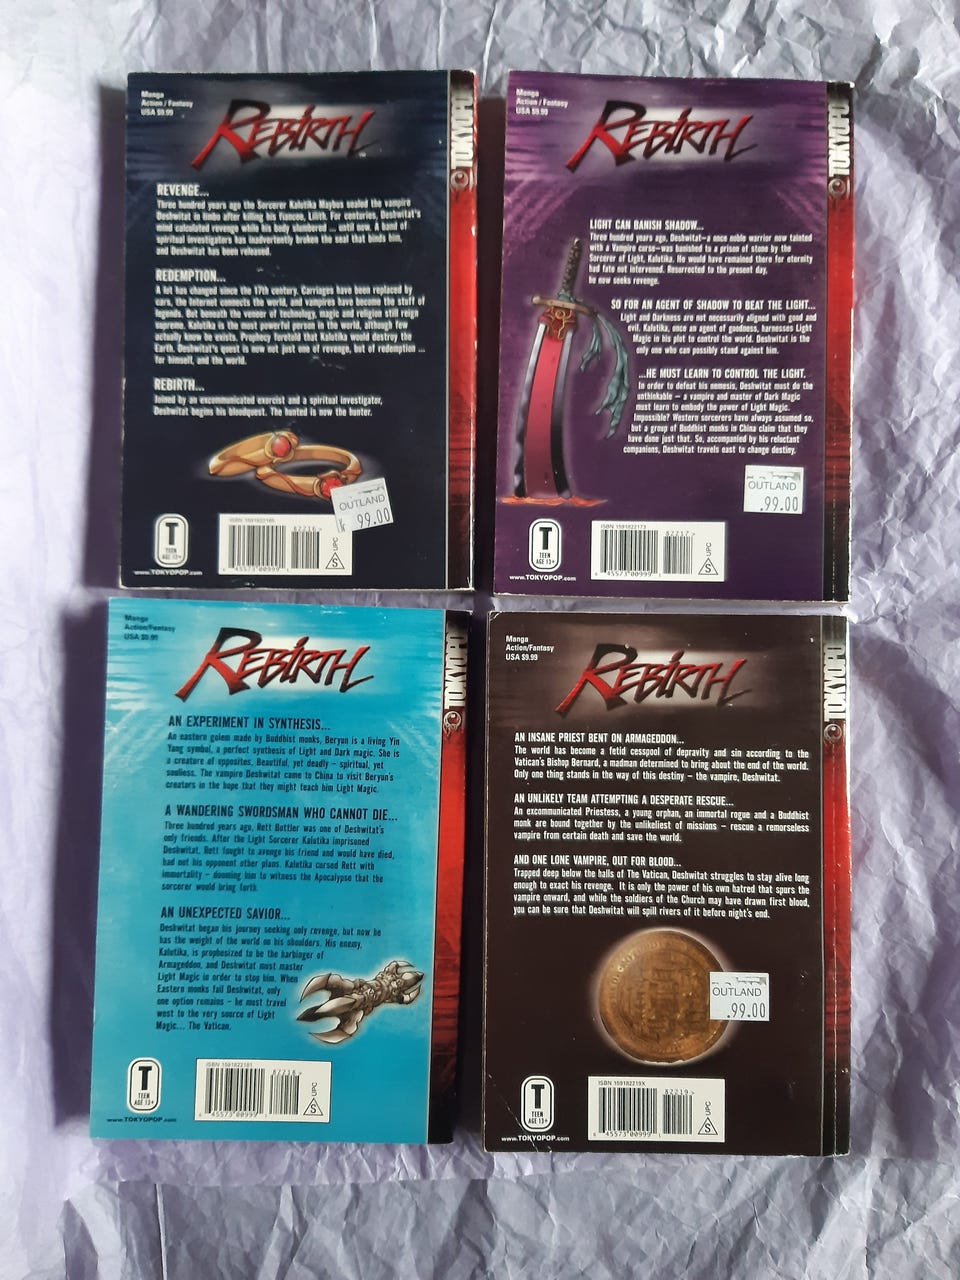 Manga
Action / Fantasy
USA $9.99
REBIRTH
TOKYOPO
REVENGE...
Three hundred years ago the Sorcerer Kalutika Maybus sealed the vampire
Deshwitat in limbo after killing his fiancee, Lilith. For centuries, Deshwitat's
mind calculated revenge while his body slumbered ... until now. A band of
spiritual investigators has inadvertently broken the seal that binds him,
and Deshwitat has been released.
REDEMPTION...
A lot has changed since the 17th century. Carriages have been replaced by
cars, the Internet connects the world, and vampires have become the stuff of
legends. But beneath the veneer of technology, magic and religion still reign
supreme. Kalutika is the most powerful person in the world, although few
actually know he exists. Prophecy foretold that Kalutika would destroy the
Earth. Deshwitat's quest is now not just one of revenge, but of redemption ...
for himself, and the world.
REBIRTH...
Joined by an excommunicated exorcist and a spiritual investigator,
Deshwitat begins his bloodquest. The hunted is now the hunter.
OUTLAND
99.00
T
TEEN
AGE 13+
ISBN 1591822165
82216>
45573 00999
UPC
S
www.TOKYOPOP.com
Manga
Action / Fantasy
USA $9.99
REBIRTH
TOKYOPO
LIGHT CAN BANISH SHADOW...
Three hundred years ago, Deshwitat—a once noble warrior now tainted
with a Vampire curse—was banished to a prison of stone by the
Sorcerer of Light, Kalutika. He would have remained there for eternity
had fate not intervened. Resurrected to the present day,
he now seeks revenge.
SO FOR AN AGENT OF SHADOW TO BEAT THE LIGHT...
Light and Darkness are not necessarily aligned with good and
evil. Kalutika, once an agent of goodness, harnesses Light
Magic in his plot to control the world. Deshwitat is the
only one who can possibly stand against him.
...HE MUST LEARN TO CONTROL THE LIGHT.
In order to defeat his nemesis, Deshwitat must do the
unthinkable – a vampire and master of Dark Magic
must learn to embody the power of Light Magic.
Impossible? Western sorcerers have always assumed so,
but a group of Buddhist monks in China claim that they
have done just that. So, accompanied by his reluctant
companions, Deshwitat travels east to change destiny.
OUTLAND
.99.00
T
TEEN
AGE 13+
ISBN 1591822173
82217>
45573 00999
UPC
S
www.TOKYOPOP.com
Manga
Action/Fantasy
USA $9.99
REBIRTH
TOKYOPO
AN EXPERIMENT IN SYNTHESIS...
An eastern golem made by Buddhist monks, Beryun is a living Yin
Yang symbol, a perfect synthesis of Light and Dark magic. She is
a creature of opposites. Beautiful, yet deadly – spiritual, yet
soulless. The vampire Deshwitat came to China to visit Beryun's
creators in the hope that they might teach him Light Magic.
A WANDERING SWORDSMAN WHO CANNOT DIE...
Three hundred years ago, Rett Buttler was one of Deshwitat's
only friends. After the Light Sorcerer Kalutika imprisoned
Deshwitat, Rett fought to avenge his friend and would have died,
had not his opponent other plans. Kalutika cursed Rett with
immortality – dooming him to witness the Apocalypse that the
sorcerer would bring forth.
AN UNEXPECTED SAVIOR...
Deshwitat began his journey seeking only revenge, but now he
has the weight of the world on his shoulders. His enemy,
Kalutika, is prophesized to be the harbinger of
Armageddon, and Deshwitat must master
Light Magic in order to stop him. When
Eastern monks fail Deshwitat, only
one option remains – he must travel
west to the very source of Light
Magic... The Vatican.
T
TEEN
AGE 13+
ISBN 1591822181
82218>
45573 00999
UPC
S
www.TOKYOPOP.com
Manga
Action/Fantasy
USA $9.99
REBIRTH
TOKYOPO
AN INSANE PRIEST BENT ON ARMAGEDDON...
The world has become a fetid cesspool of depravity and sin according to the
Vatican's Bishop Bernard, a madman determined to bring about the end of the world.
Only one thing stands in the way of this destiny – the vampire, Deshwitat.
AN UNLIKELY TEAM ATTEMPTING A DESPERATE RESCUE...
An excommunicated Priestess, a young orphan, an immortal rogue and a Buddhist
monk are bound together by the unlikeliest of missions – rescue a remorseless
vampire from certain death and save the world.
AND ONE LONE VAMPIRE, OUT FOR BLOOD...
Trapped deep below the halls of The Vatican, Deshwitat struggles to stay alive long
enough to exact his revenge. It is only the power of his own hatred that spurs the
vampire onward, and while the soldiers of the Church may have drawn first blood,
you can be sure that Deshwitat will spill rivers of it before night's end.
OUTLAND
.99.00
T
TEEN
AGE 13+
ISBN 159182219X
82219>
45573 00999
UPC
S
www.TOKYOPOP.com